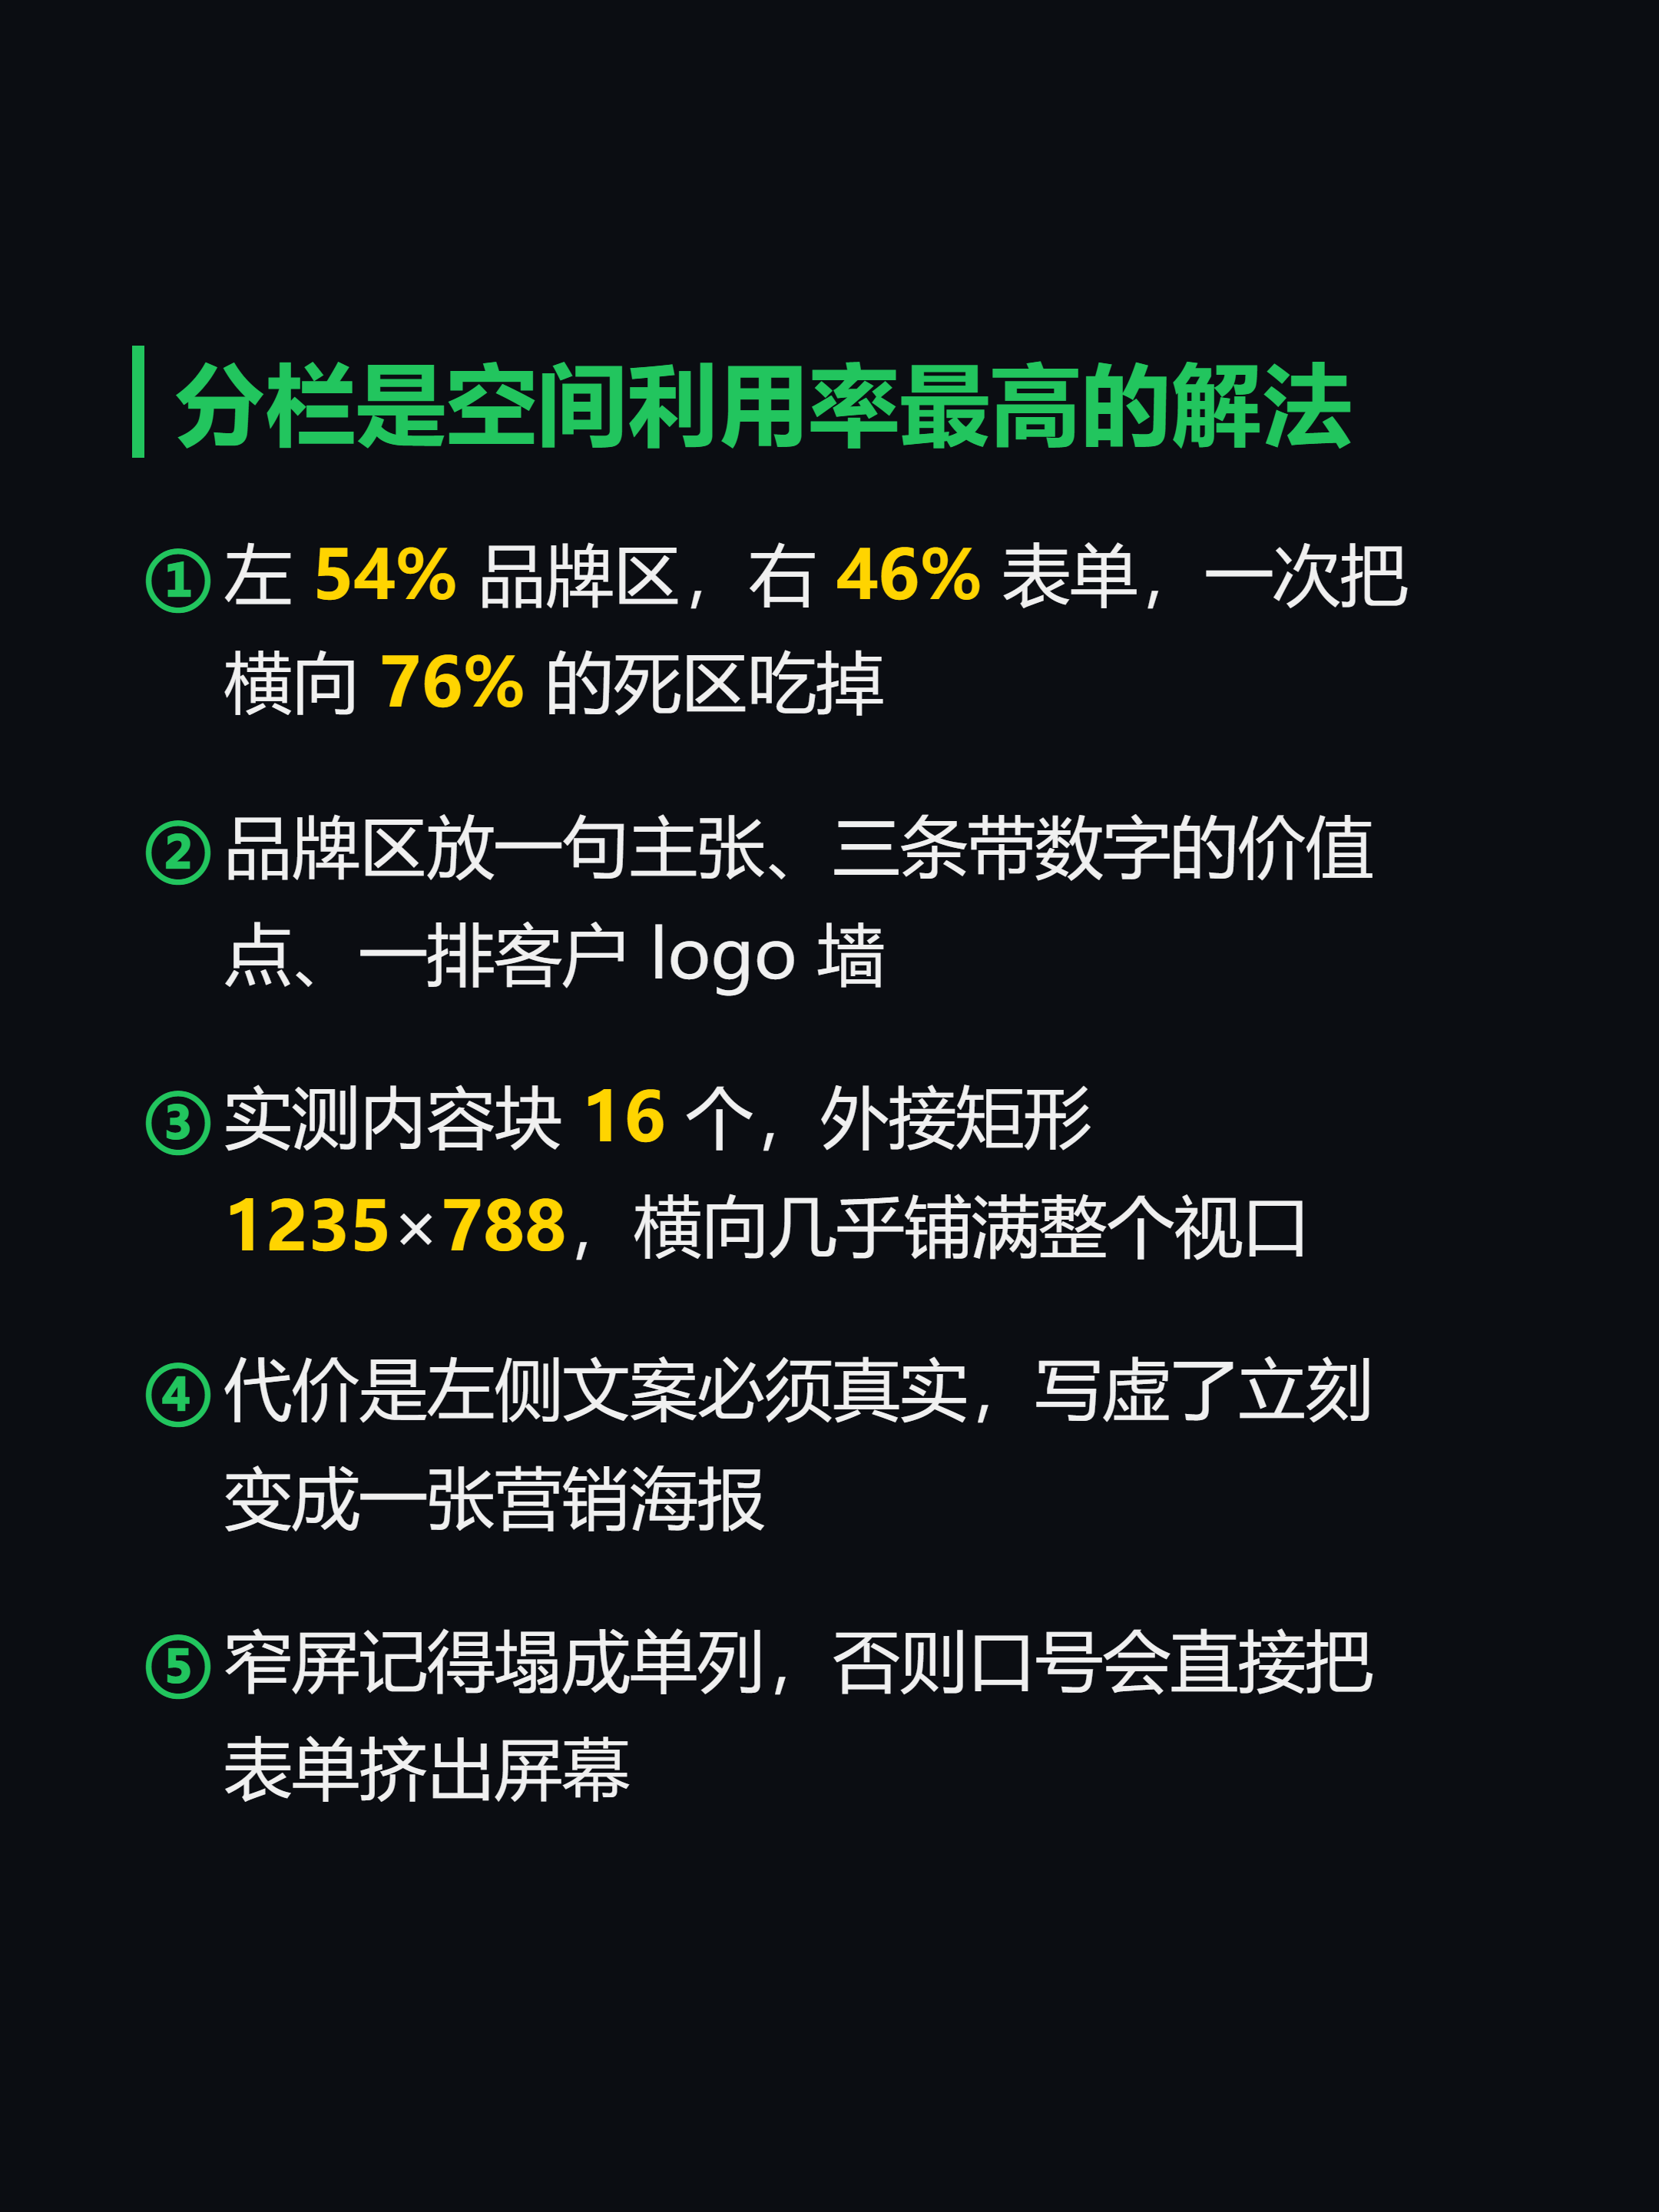 分栏是空间利用率最高的解法
①左 54% 品牌区，右 46% 表单，一次把
横向 76% 的死区吃掉
②品牌区放一句主张、三条带数字的价值
点、一排客户 logo 墙
③实测内容块 16 个，外接矩形
1235×788，横向几乎铺满整个视口
④代价是左侧文案必须真实，写虚了立刻
变成一张营销海报
⑤窄屏记得塌成单列，否则口号会直接把
表单挤出屏幕